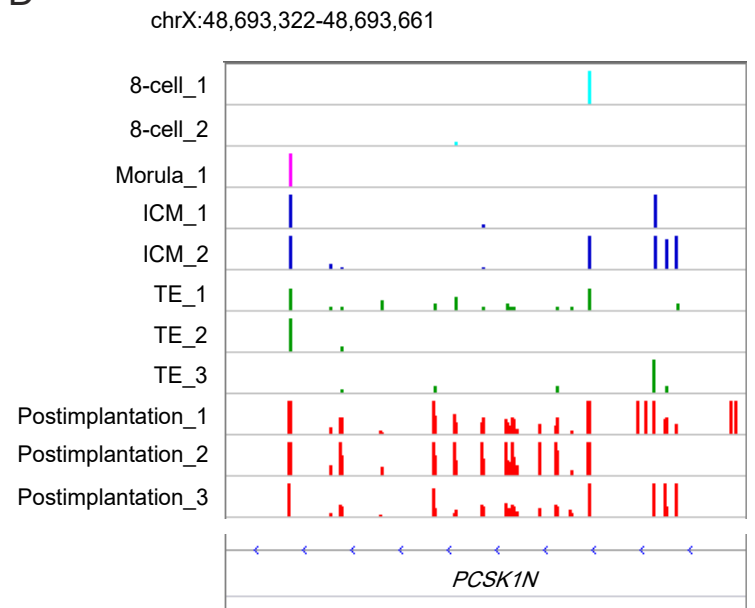 chrX:48,693,322-48,693,661
8-cell_1
8-cell_2
Morula_1
ICM_1
ICM_2
TE_1
TE_2
TE_3
Postimplantation_1
Postimplantation_2
Postimplantation_3
PCSK1N